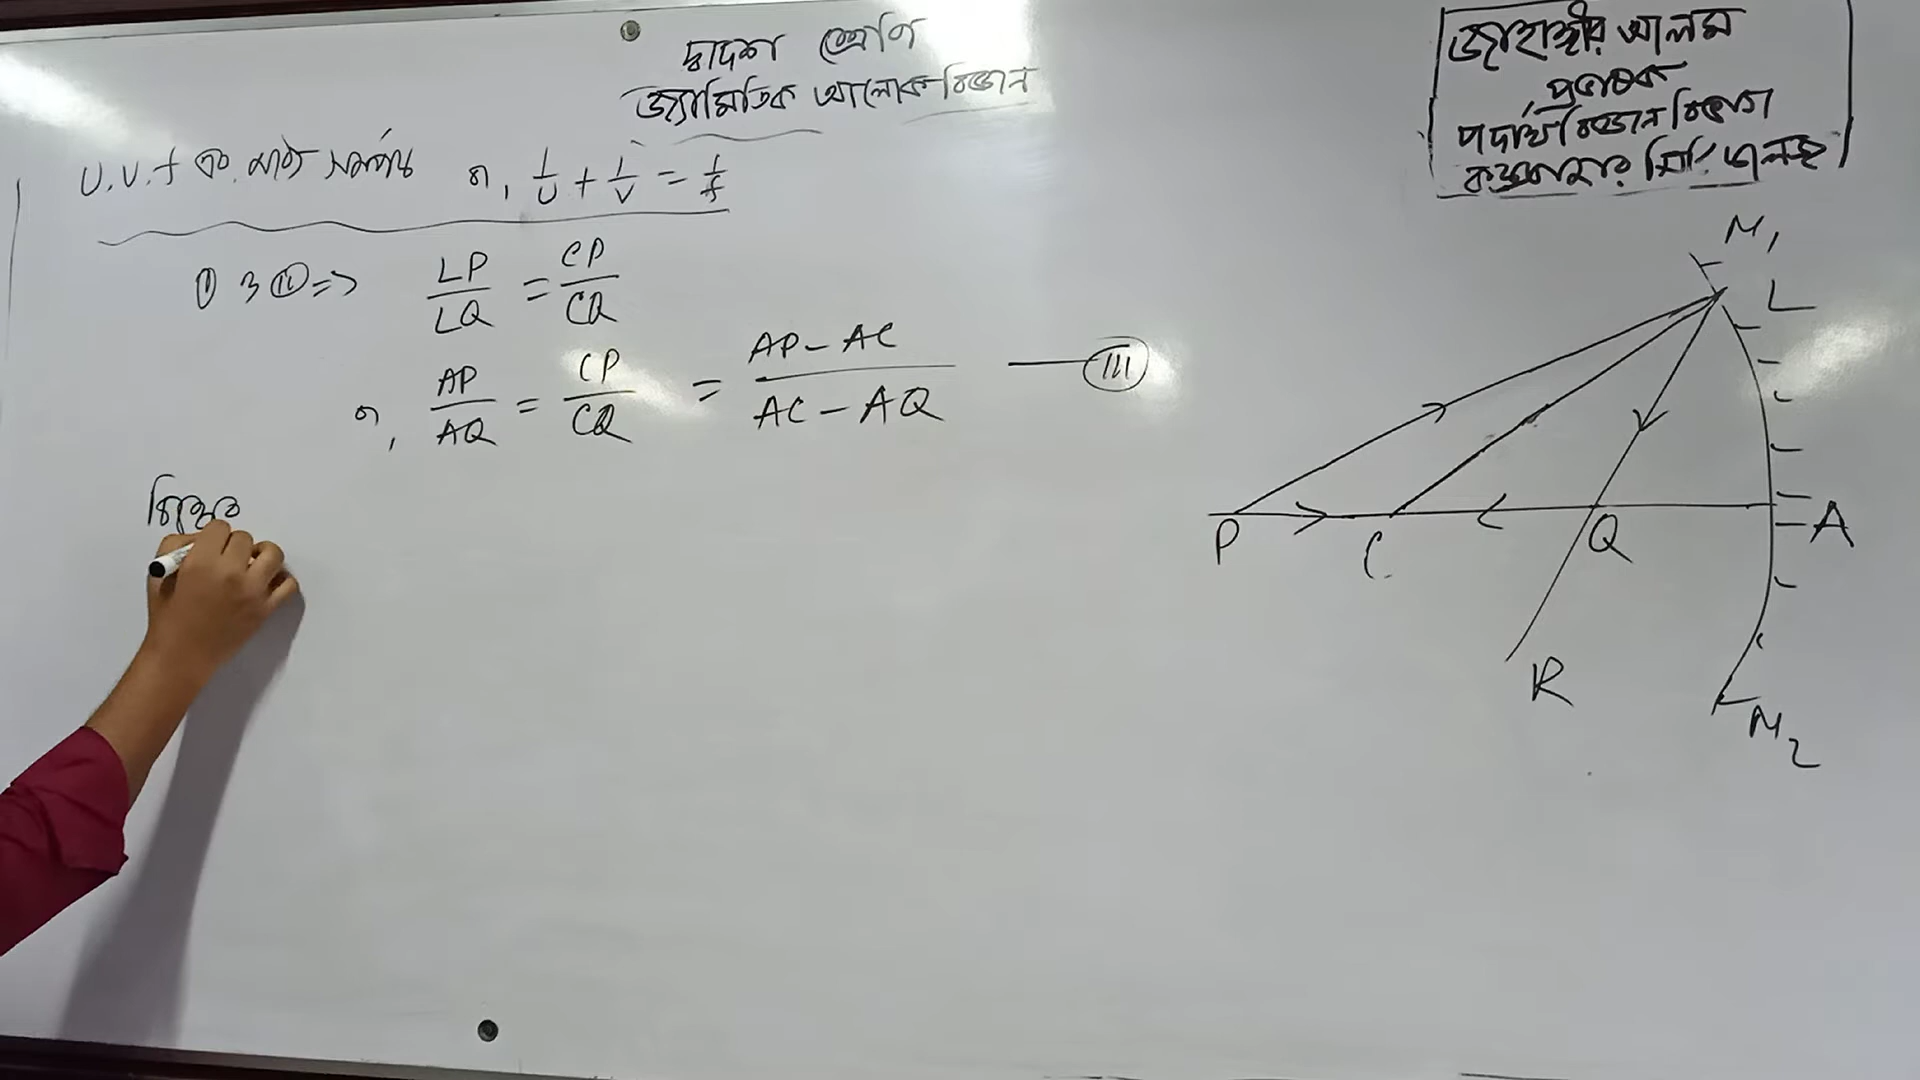 দ্বাদশ শ্রেণি
জ্যামিতিক আলোক বিজ্ঞান
জাহাঙ্গীর আলম
প্রভাষক
পদার্থবিজ্ঞান বিভাগ
কলেজ
U, V, f এর মধ্যে সম্পর্ক বা, 1/U + 1/V = 1/f
(I) ও (II) => LP/LQ = CP/CQ
বা, AP/AQ = CP/CQ = (AP - AC)/(AC - AQ) — (III)
M₁
L
P C Q A
R
M₂